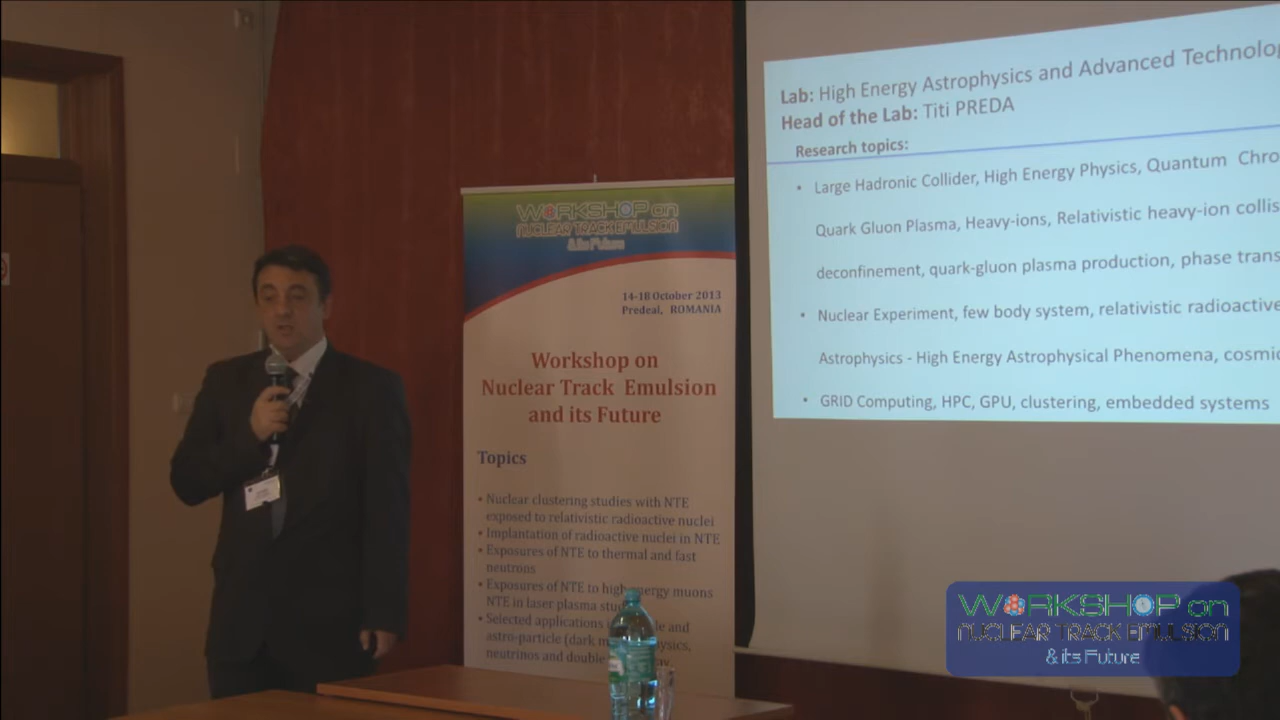 WORKSHOP on
NUCLEAR TRACK EMULSION
& its Future
14-18 October 2013
Predeal, ROMANIA
Workshop on
Nuclear Track Emulsion
and its Future
Topics
• Nuclear clustering studies with NTE
exposed to relativistic radioactive nuclei
• Implantation of radioactive nuclei in NTE
• Exposures of NTE to thermal and fast
neutrons
• Exposures of NTE to high energy muons
NTE in laser plasma
• Selected applications and
astro-particle (dark
neutrinos and double
Lab: High Energy Astrophysics and Advanced Technolo
Head of the Lab: Titi PREDA
Research topics:
• Large Hadronic Collider, High Energy Physics, Quantum Chro
Quark Gluon Plasma, Heavy-ions, Relativistic heavy-ion collis
deconfinement, quark-gluon plasma production, phase trans
• Nuclear Experiment, few body system, relativistic radioactive
Astrophysics - High Energy Astrophysical Phenomena, cosmic
• GRID Computing, HPC, GPU, clustering, embedded systems
WORKSHOP on
NUCLEAR TRACK EMULSION
& its Future